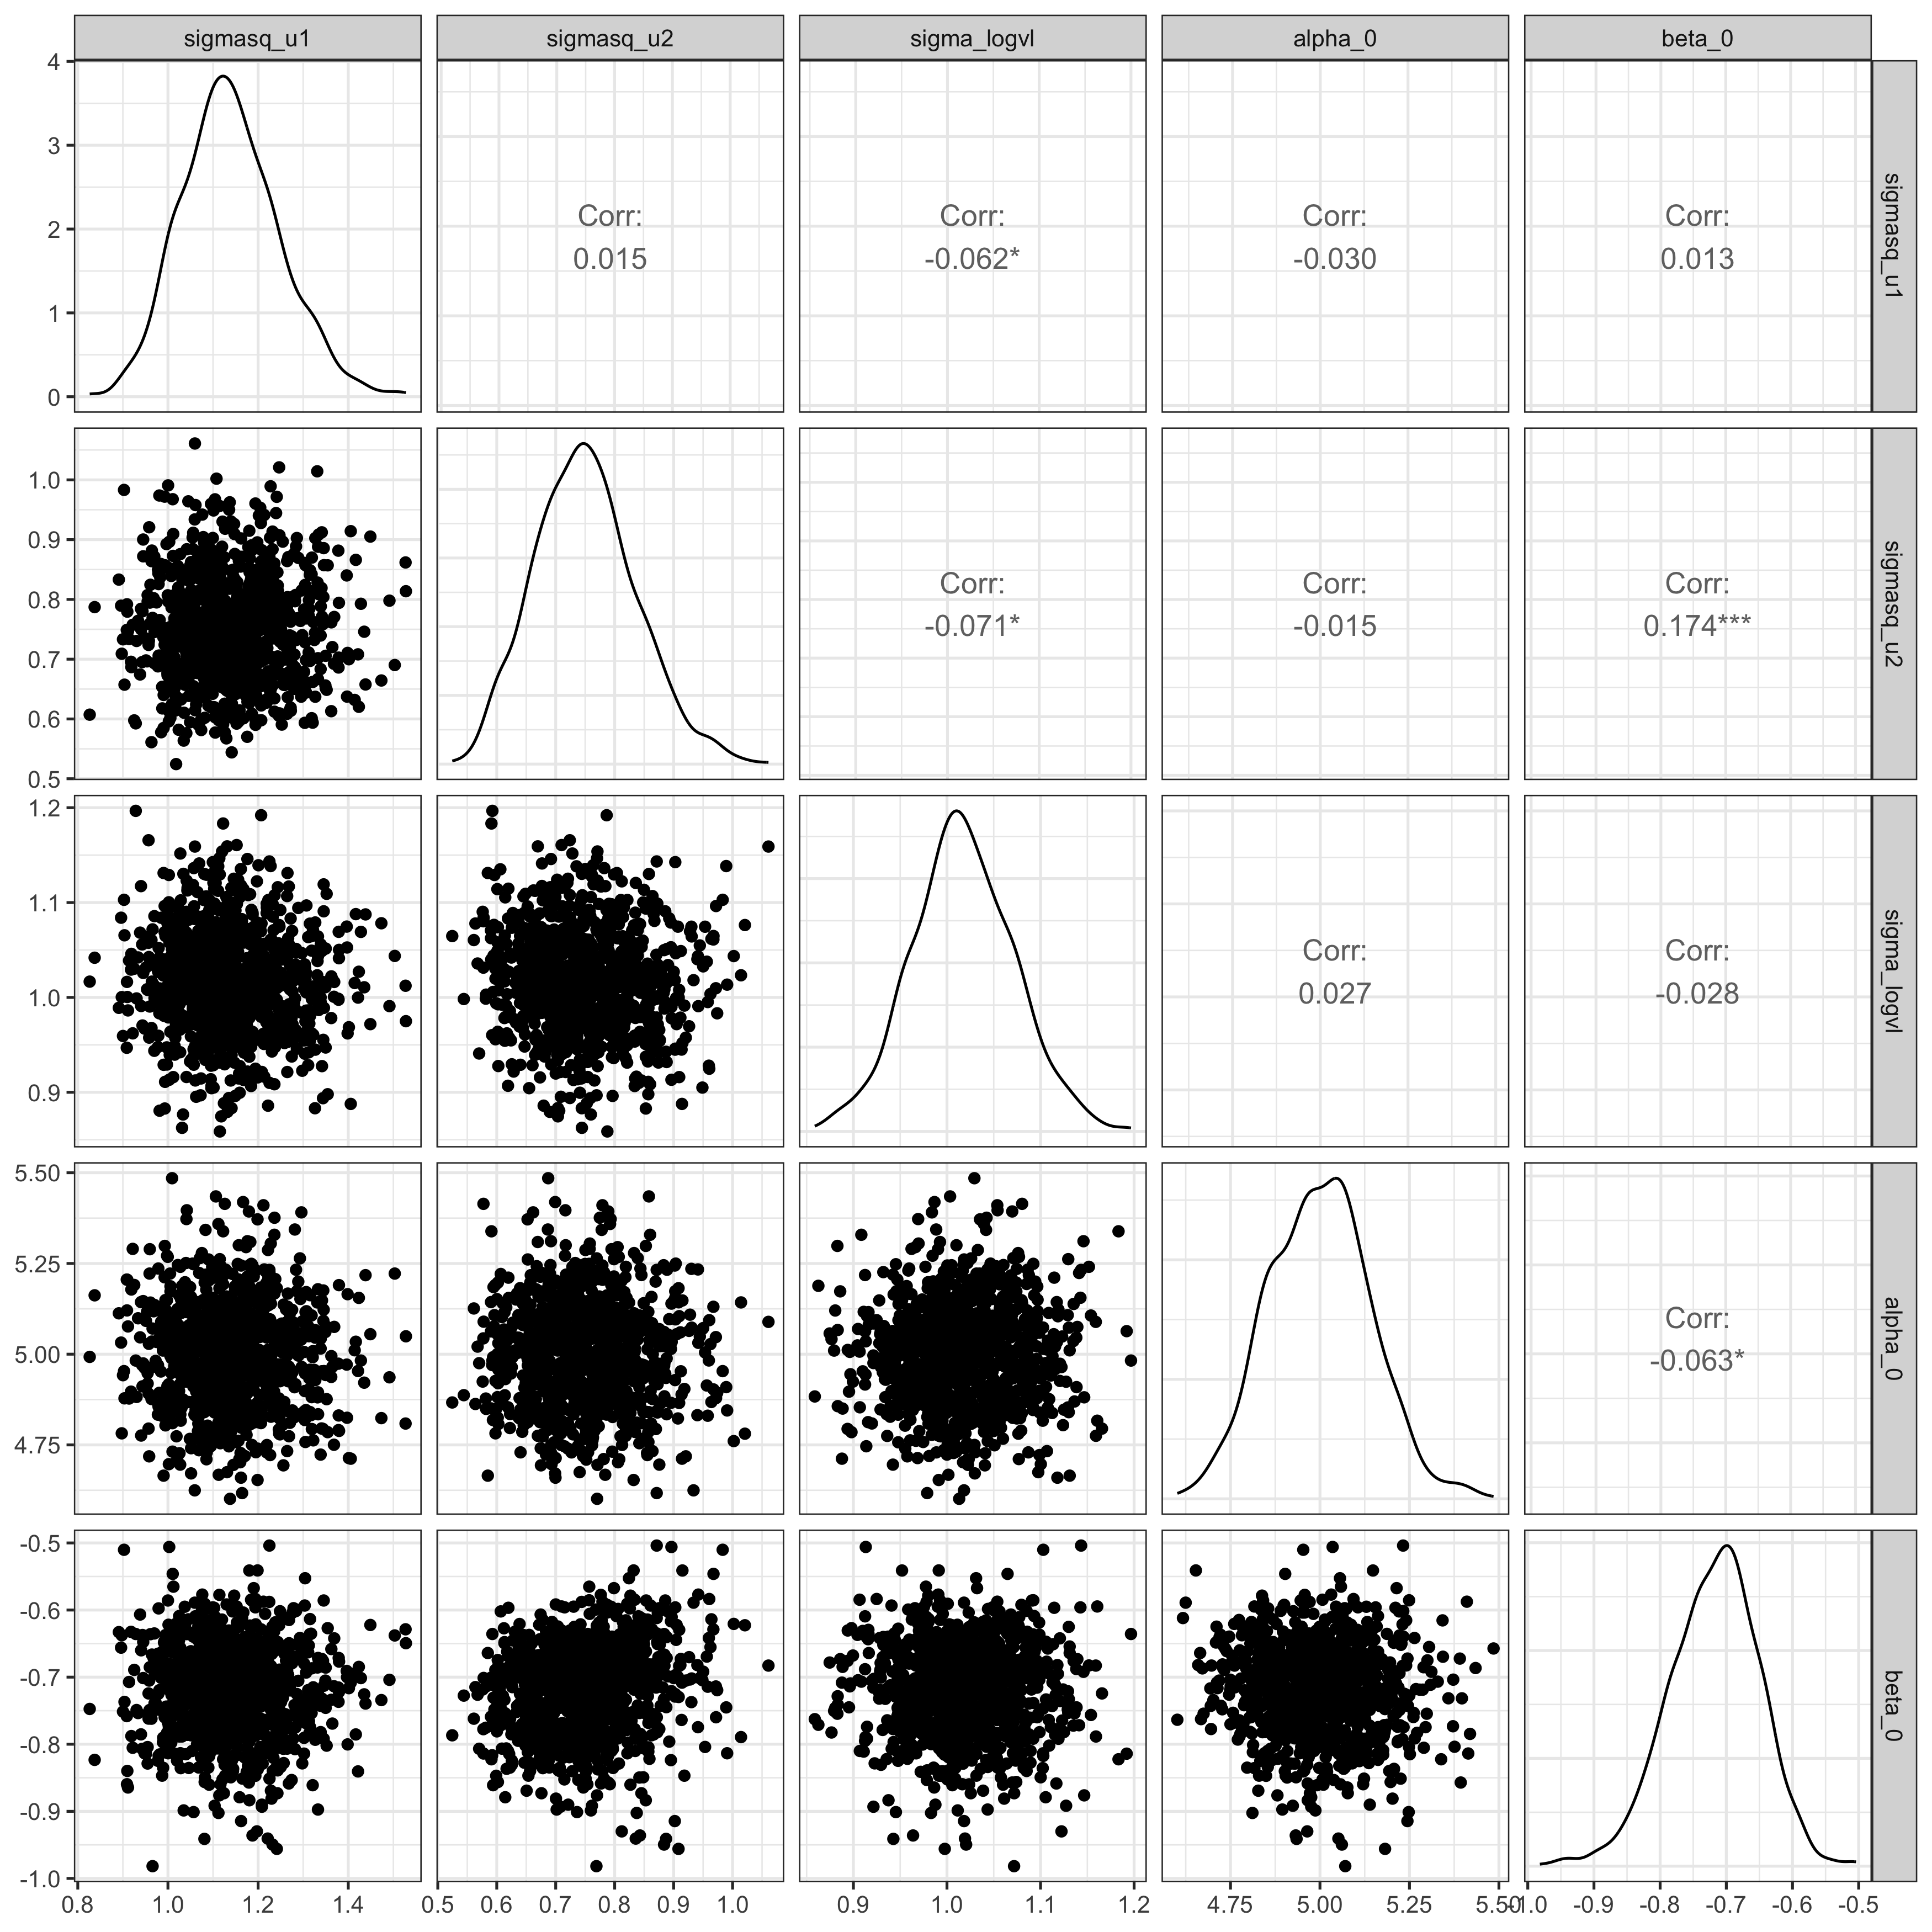 sigmasq_u1 sigmasq_u2 sigma_logvl alpha_0 beta_0
4
3
2
1
0
Corr:
0.015
Corr:
-0.062*
Corr:
-0.030
Corr:
0.013
sigmasq_u1
1.0
0.9
0.8
0.7
0.6
0.5
Corr:
-0.071*
Corr:
-0.015
Corr:
0.174***
sigmasq_u2
1.2
1.1
1.0
0.9
Corr:
0.027
Corr:
-0.028
sigma_logvl
5.50
5.25
5.00
4.75
Corr:
-0.063*
alpha_0
-0.5
-0.6
-0.7
-0.8
-0.9
-1.0
beta_0
0.8 1.0 1.2 1.4 0.5 0.6 0.7 0.8 0.9 1.0 0.9 1.0 1.1 1.2 4.75 5.00 5.25 5.50 -1.0 -0.9 -0.8 -0.7 -0.6 -0.5